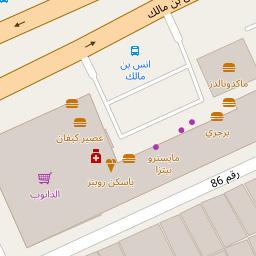 بن مالك
انس بن
مالك
ماكدونالدز
برجري
عصير كيفان
مايسترو
بيتزا
باسكن روبنز
الدانوب
رقم 86